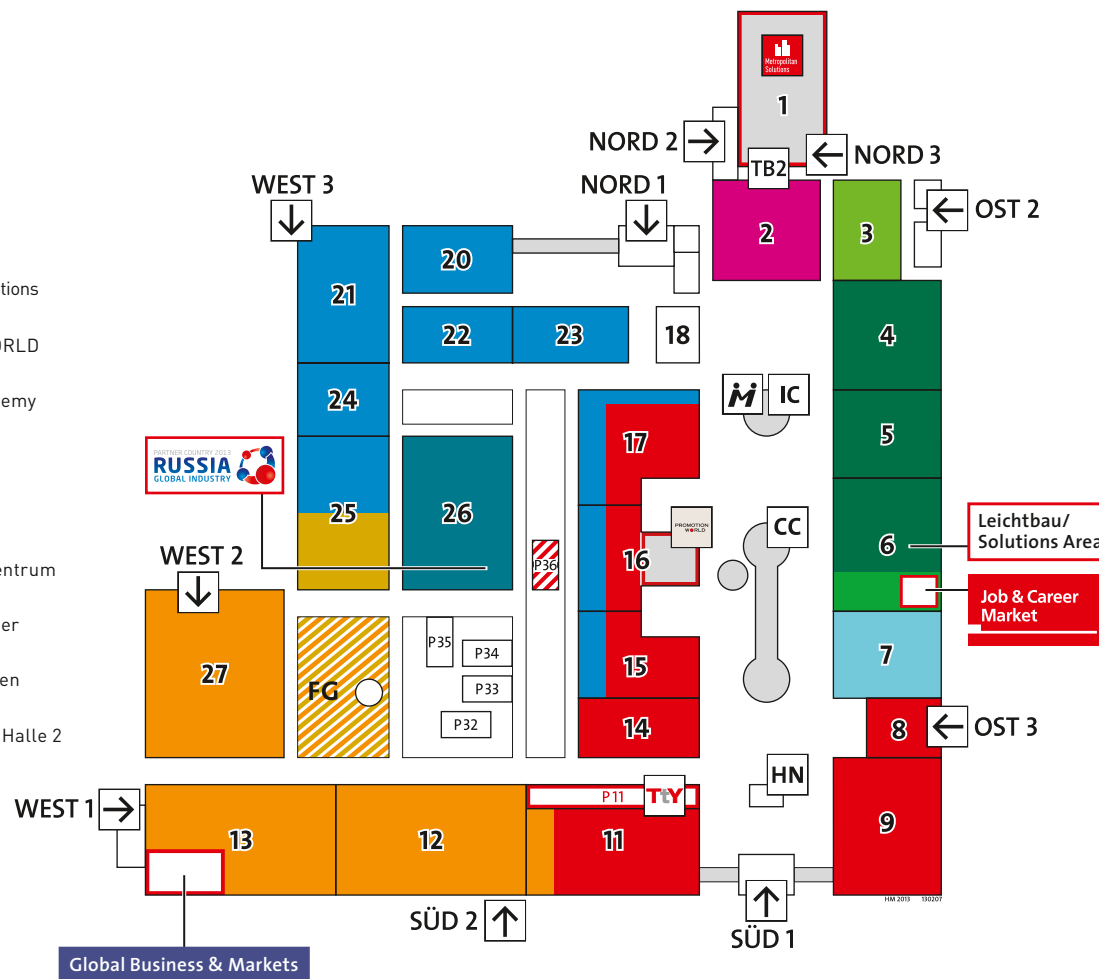 Metropolitan
Solutions
1
NORD 2
NORD 3
TB2
WEST 3
NORD 1
2
3
OST 2
20
21
tions
22
23
18
4
ORLD
24
emy
IC
17
5
PARTNER COUNTRY 2013
RUSSIA
GLOBAL INDUSTRY
25
26
PROMOTION
WORLD
CC
Leichtbau/
Solutions Area
6
16
P36
WEST 2
entrum
Job & Career
Market
er
P35
P34
15
7
27
FG
P33
en
Halle 2
P32
14
8
OST 3
HN
WEST 1
P 11
TtY
13
12
11
9
HM 2013 130207
SÜD 2
SÜD 1
Global Business & Markets